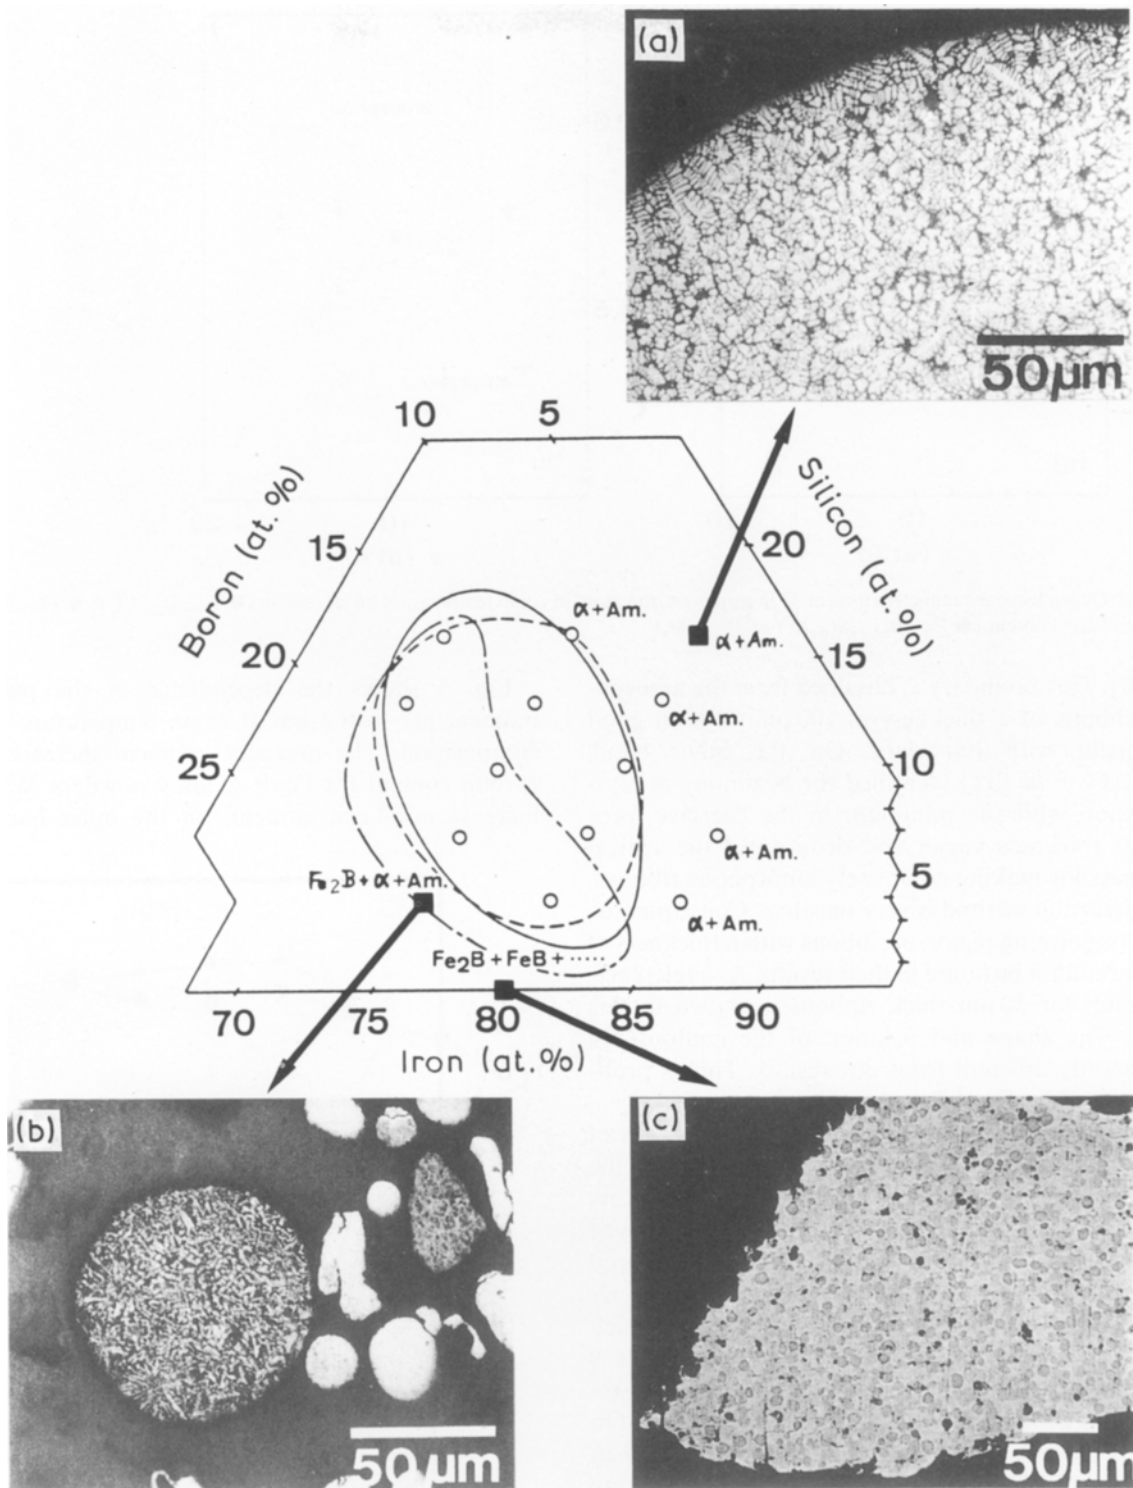 (a)
50µm
10 5
Boron (at.%)
Silicon (at.%)
15
20
20
α+Am.
α+Am.
15
25
α+Am.
10
α+Am.
5
Fe₂B+α+Am.
α+Am.
Fe₂B+FeB+·····
70 75 80 85 90
Iron (at.%)
(b)
50µm
(c)
50µm